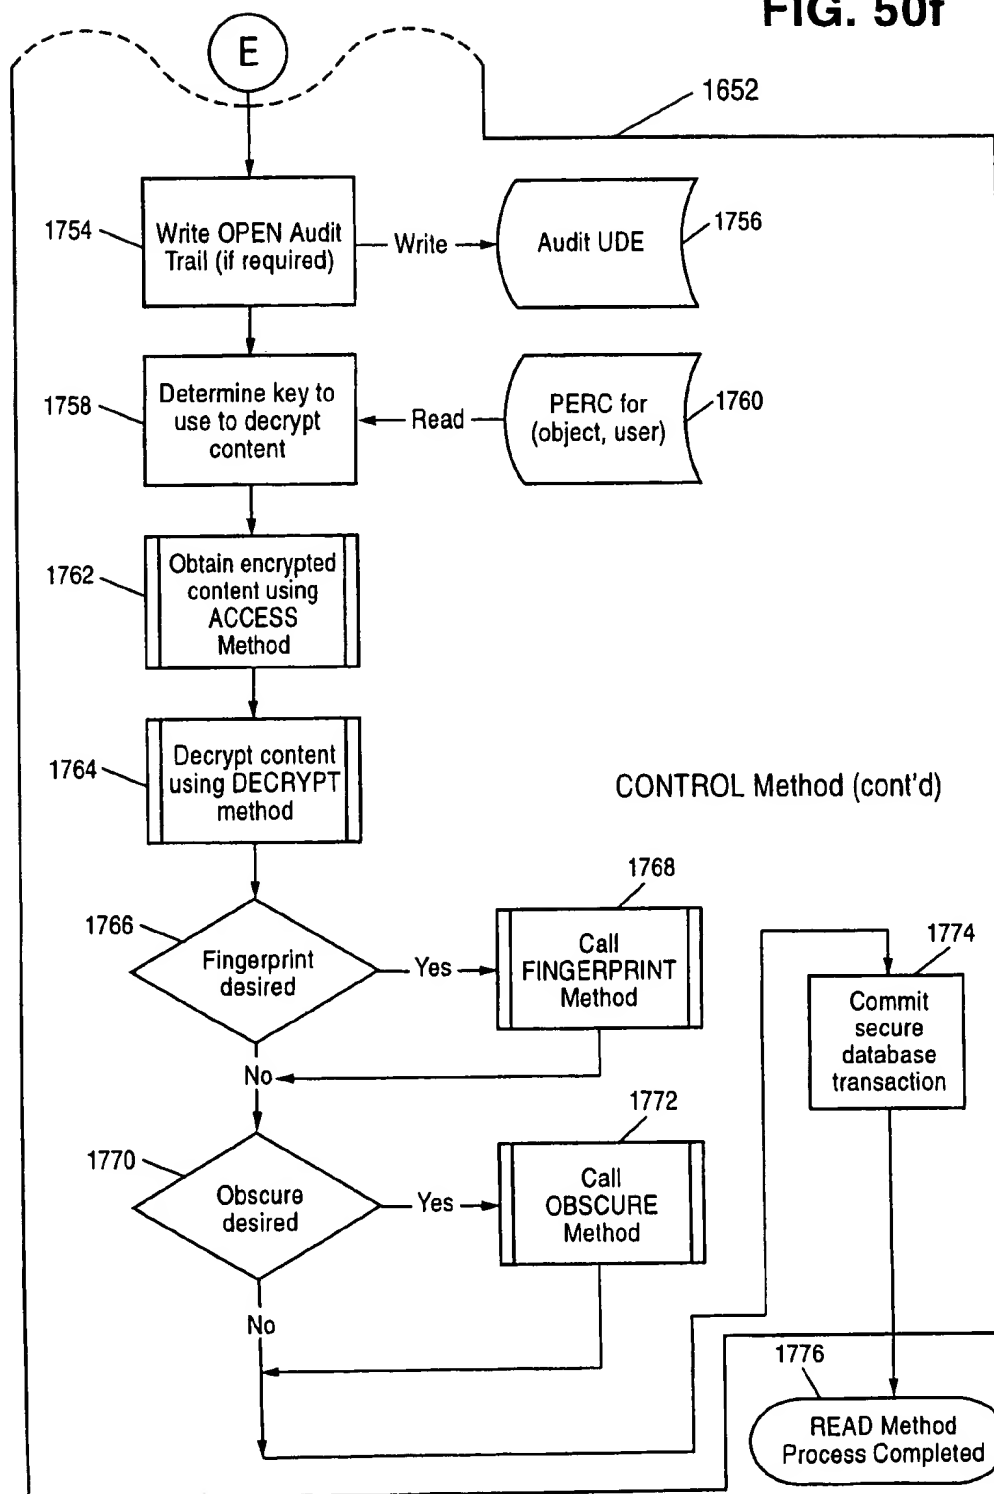 FIG. 50f
E
1652
1754
Write OPEN Audit
Trail (if required)
Write
Audit UDE
1756
1758
Determine key to
use to decrypt
content
Read
PERC for
(object, user)
1760
1762
Obtain encrypted
content using
ACCESS
Method
1764
Decrypt content
using DECRYPT
method
CONTROL Method (cont'd)
1766
Fingerprint
desired
Yes
1768
Call
FINGERPRINT
Method
No
1770
Obscure
desired
Yes
1772
Call
OBSCURE
Method
No
1774
Commit
secure
database
transaction
1776
READ Method
Process Completed